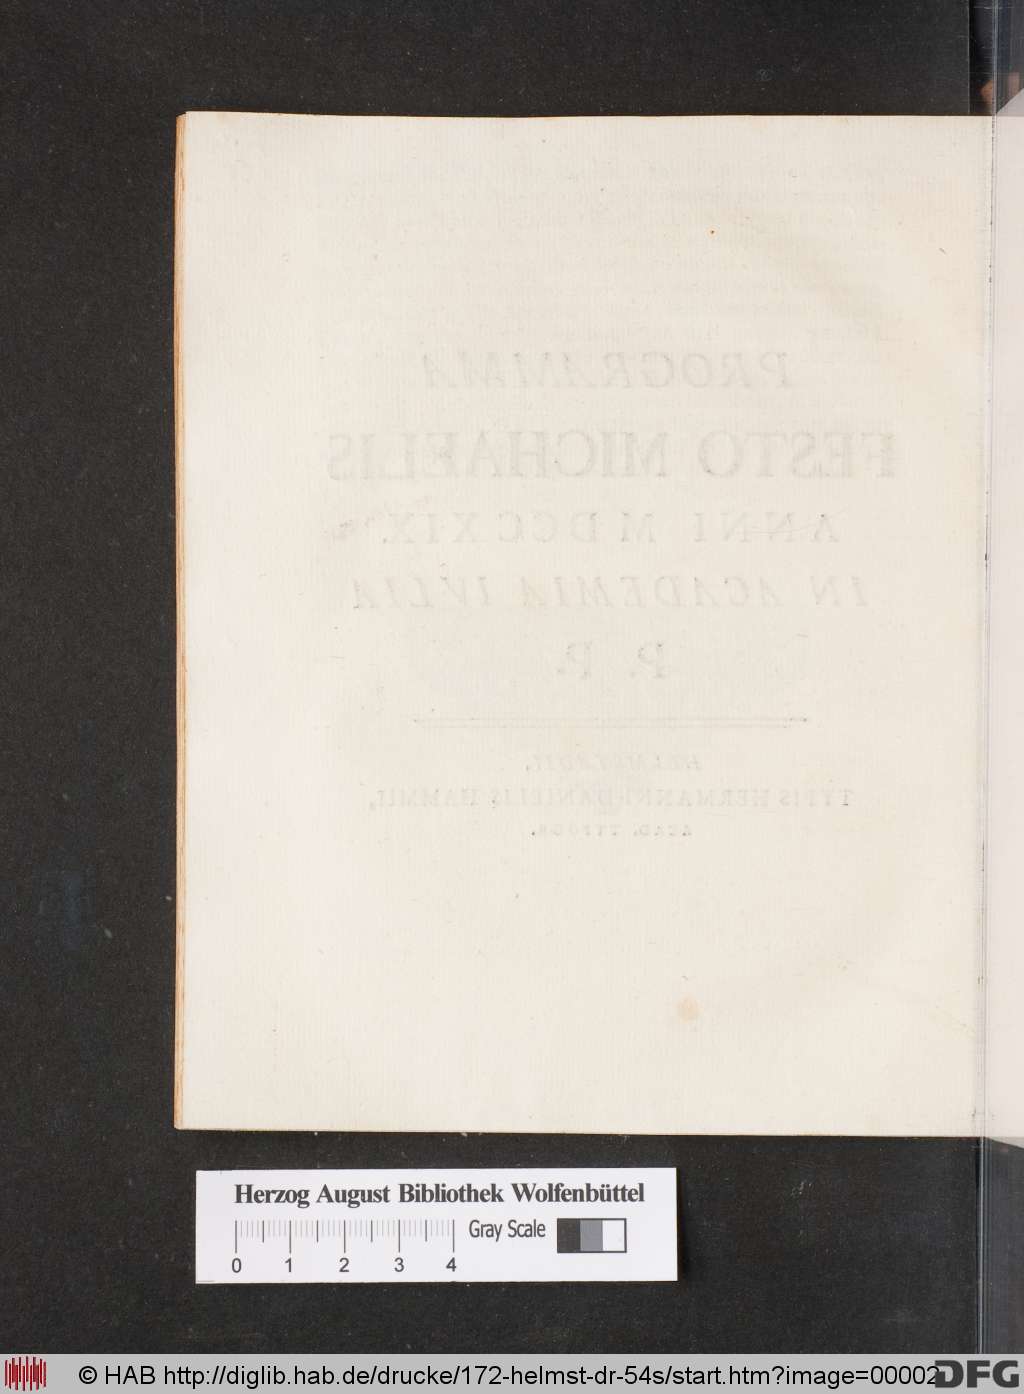 PROGRAMMA
FESTO MICHAELIS
ANNI MDCCXIX.
IN ACADEMIA IVLIA
P. P.
HELMSTADII,
TYPIS HERMANNI DANIELIS HAMMII,
ACAD. TYPOGR.
Herzog August Bibliothek Wolfenbüttel
Gray Scale
0 1 2 3 4
© HAB http://diglib.hab.de/drucke/172-helmst-dr-54s/start.htm?image=00002
DFG